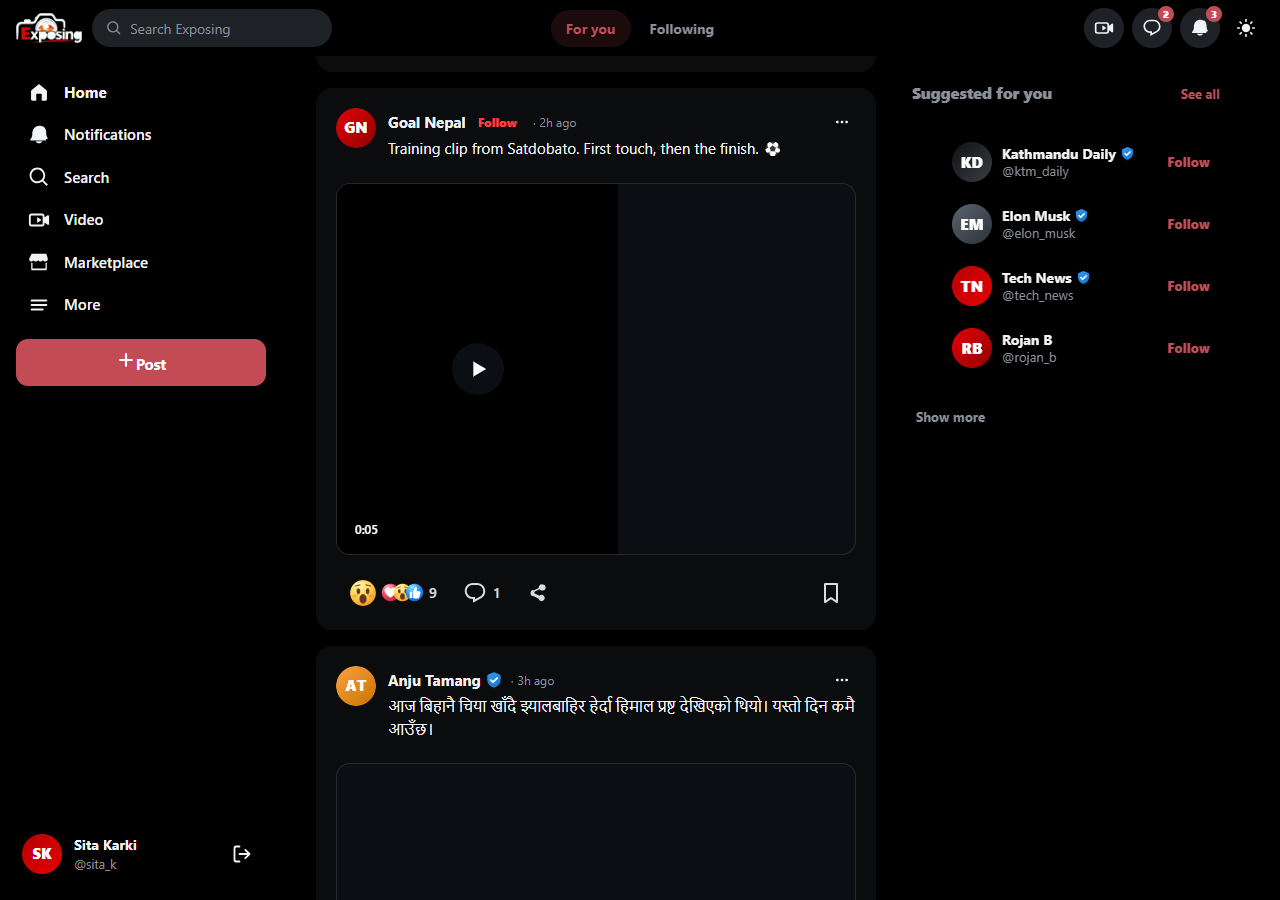 Exposing
Search Exposing
For you
Following
2
3
Home
Notifications
Search
Video
Marketplace
More
Post
GN
Goal Nepal Follow · 2h ago
Training clip from Satdobato. First touch, then the finish. ⚽
0:05
9
1
AT
Anju Tamang · 3h ago
आज बिहानै चिया खाँदै झ्यालबाहिर हेर्दा हिमाल प्रष्ट देखिएको थियो। यस्तो दिन कमै
आउँछ।
Suggested for you
See all
KD
Kathmandu Daily
@ktm_daily
Follow
EM
Elon Musk
@elon_musk
Follow
TN
Tech News
@tech_news
Follow
RB
Rojan B
@rojan_b
Follow
Show more
SK
Sita Karki
@sita_k